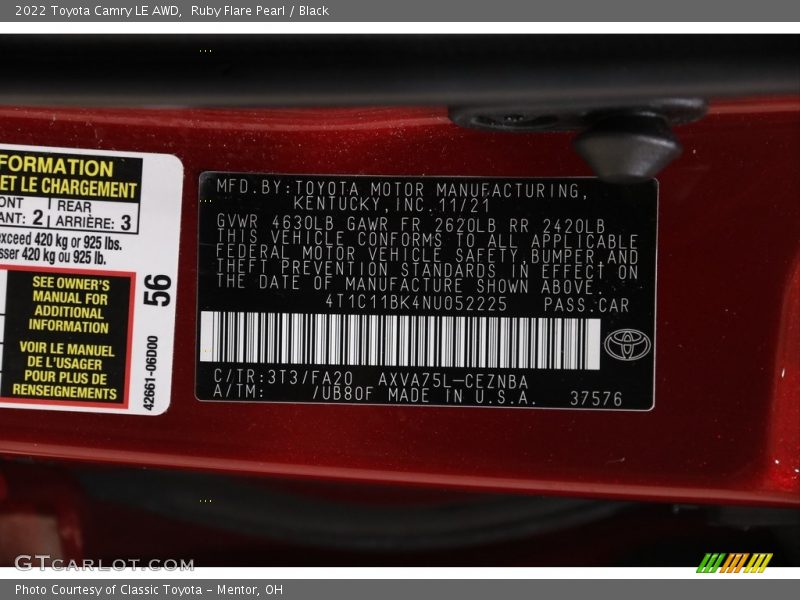 2022 Toyota Camry LE AWD,  Ruby Flare Pearl / Black
FORMATION
ET LE CHARGEMENT
REAR
ANT: 2 ARRIÈRE: 3
exceed 420 kg or 925 lbs.
sser 420 kg ou 925 lb.
SEE OWNER'S
MANUAL FOR
ADDITIONAL
INFORMATION
VOIR LE MANUEL
DE L'USAGER
POUR PLUS DE
RENSEIGNEMENTS
56
42661-06D00
MFD.BY:TOYOTA MOTOR MANUFACTURING,
KENTUCKY,INC.11/21
GVWR 4630LB GAWR FR 2620LB RR 2420LB
THIS VEHICLE CONFORMS TO ALL APPLICABLE
FEDERAL MOTOR VEHICLE SAFETY,BUMPER,AND
THEFT PREVENTION STANDARDS IN EFFECT ON
THE DATE OF MANUFACTURE SHOWN ABOVE.
4T1C11BK4NU052225 PASS.CAR
C/TR:3T3/FA20 AXVA75L-CEZNBA
A/TM: /UB80F MADE IN U.S.A. 37576
GTCARLOT.COM
Photo Courtesy of Classic Toyota - Mentor, OH